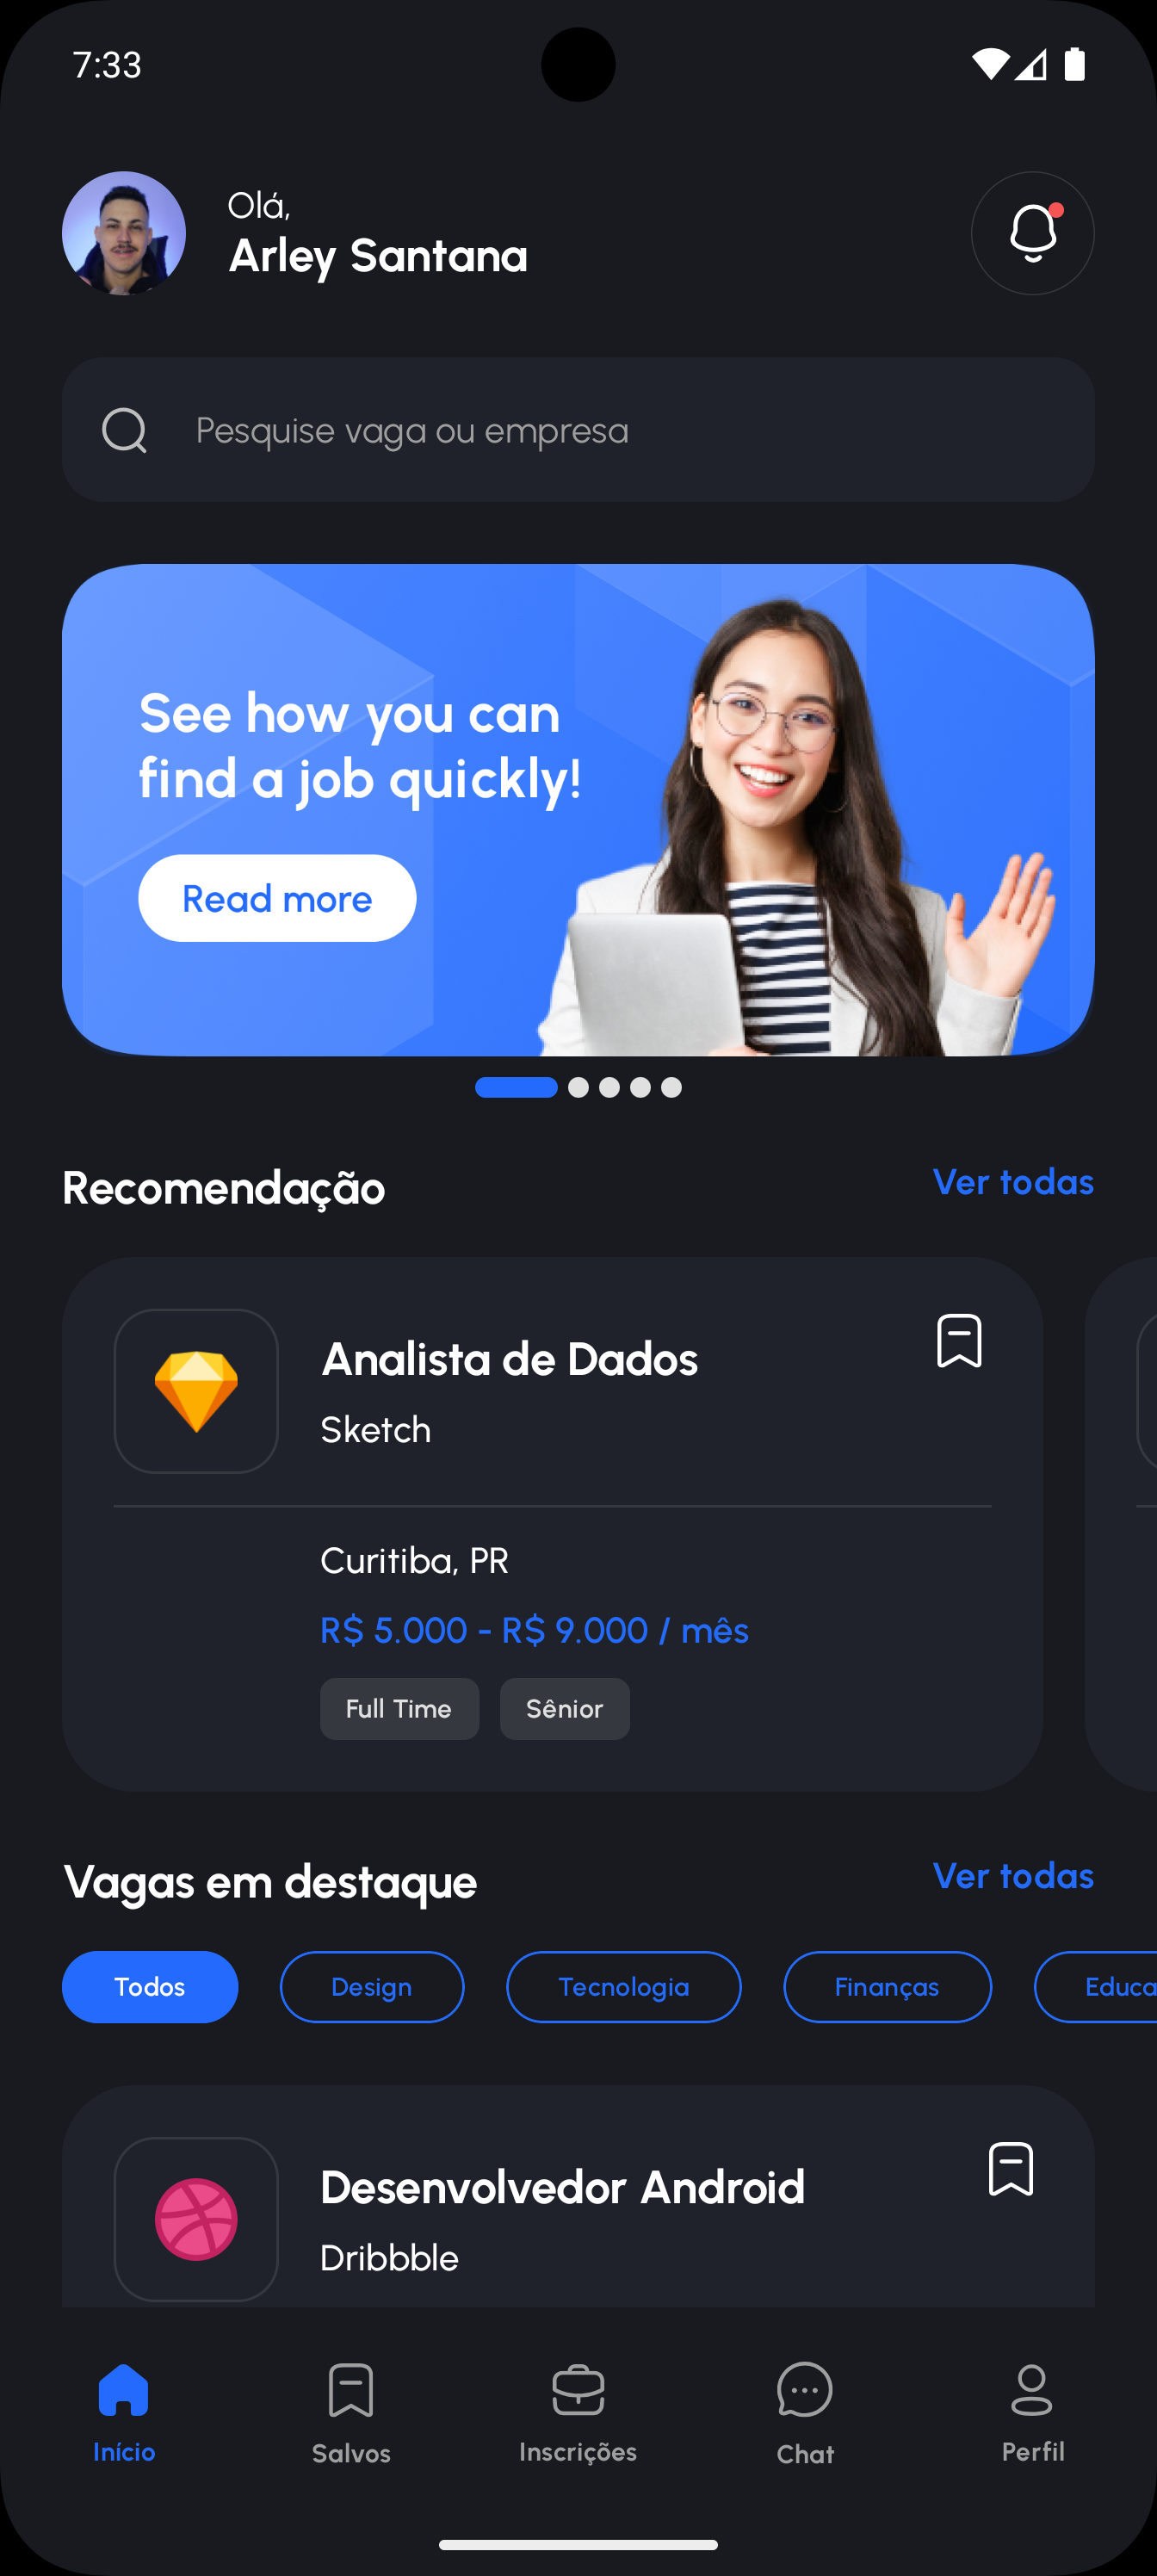 7:33
Olá,
Arley Santana
Pesquise vaga ou empresa
See how you can
find a job quickly!
Read more
Recomendação
Ver todas
Analista de Dados
Sketch
Curitiba, PR
R$ 5.000 - R$ 9.000 / mês
Full Time
Sênior
Vagas em destaque
Ver todas
Todos
Design
Tecnologia
Finanças
Educa
Desenvolvedor Android
Dribbble
Início
Salvos
Inscrições
Chat
Perfil